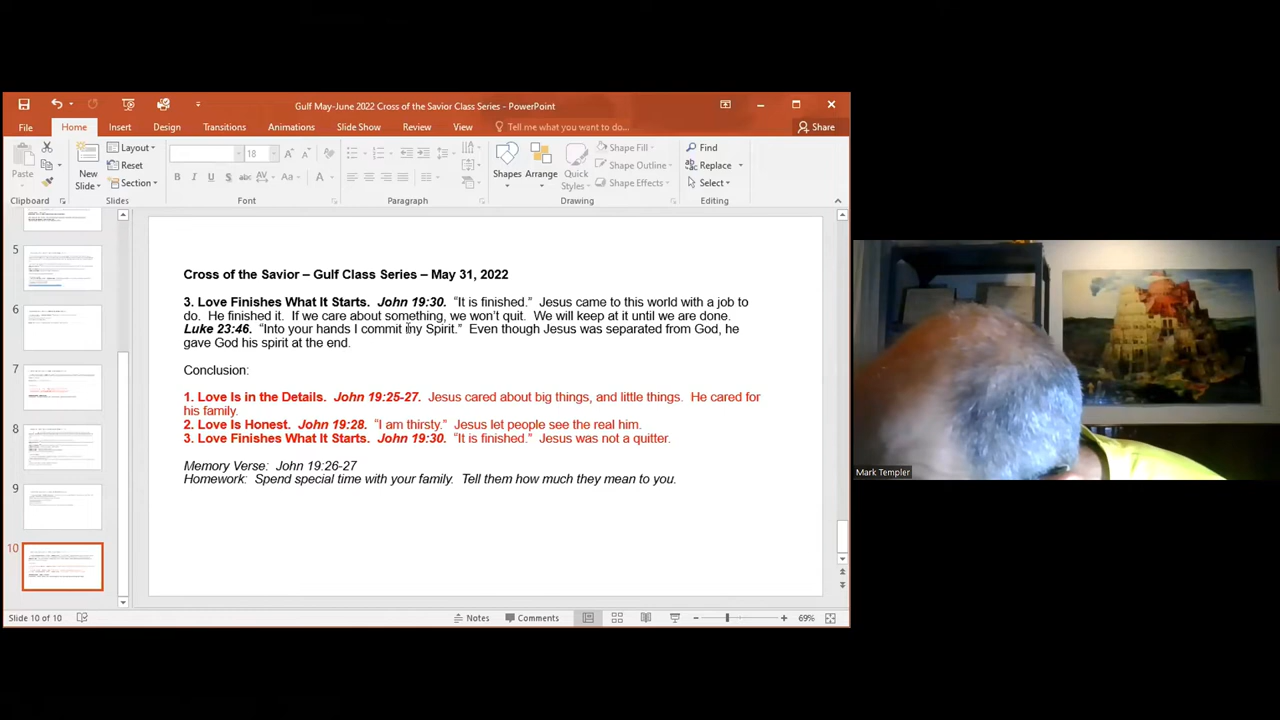 Gulf May-June 2022 Cross of the Savior Class Series - PowerPoint
File Home Insert Design Transitions Animations Slide Show Review View Tell me what you want to do... Share
Paste
New Slide
Layout
Reset
Section
18
Shapes Arrange Quick Styles
Shape Fill
Shape Outline
Shape Effects
Find
Replace
Select
Clipboard Slides Font Paragraph Drawing Editing
5
6
7
8
9
10
Cross of the Savior – Gulf Class Series – May 31, 2022
3. Love Finishes What It Starts. John 19:30. “It is finished.” Jesus came to this world with a job to
do. He finished it. If we care about something, we won’t quit. We will keep at it until we are done.
Luke 23:46. “Into your hands I commit my Spirit.” Even though Jesus was separated from God, he
gave God his spirit at the end.
Conclusion:
1. Love Is in the Details. John 19:25-27. Jesus cared about big things, and little things. He cared for
his family.
2. Love Is Honest. John 19:28. “I am thirsty.” Jesus let people see the real him.
3. Love Finishes What It Starts. John 19:30. “It is finished.” Jesus was not a quitter.
Memory Verse: John 19:26-27
Homework: Spend special time with your family. Tell them how much they mean to you.
Slide 10 of 10
Notes Comments 69%
Mark Templer